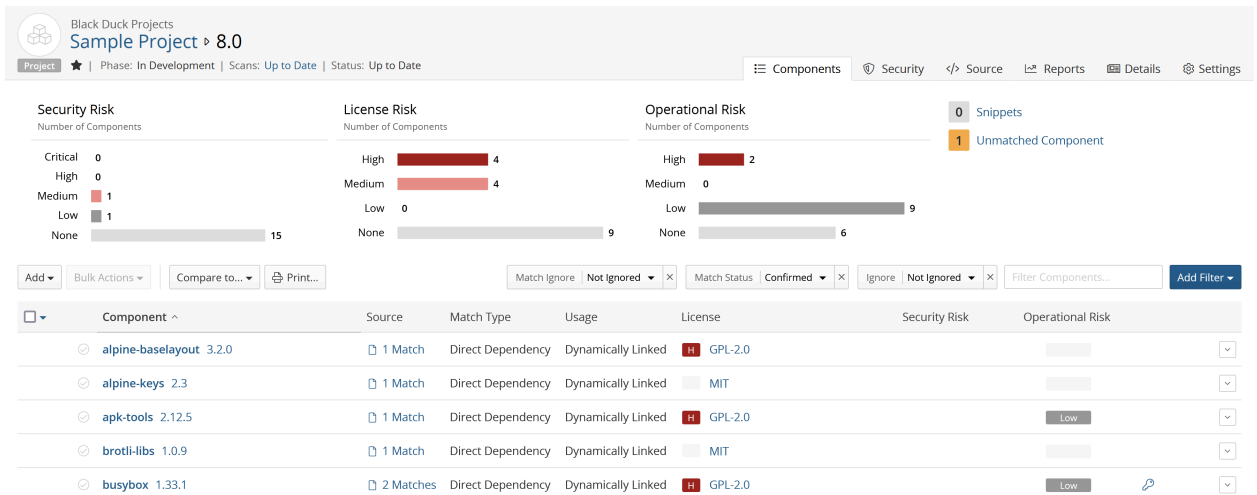 Black Duck Projects
Sample Project 8.0
Project | Phase: In Development | Scans: Up to Date | Status: Up to Date
Components Security Source Reports Details Settings
Security Risk
Number of Components
Critical 0
High 0
Medium 1
Low 1
None 15
License Risk
Number of Components
High 4
Medium 4
Low 0
None 9
Operational Risk
Number of Components
High 2
Medium 0
Low 9
None 6
0 Snippets
1 Unmatched Component
Add Bulk Actions Compare to... Print... Match Ignore Not Ignored × Match Status Confirmed × Ignore Not Ignored × Filter Components... Add Filter
Component Source Match Type Usage License Security Risk Operational Risk
alpine-baselayout 3.2.0 1 Match Direct Dependency Dynamically Linked H GPL-2.0
alpine-keys 2.3 1 Match Direct Dependency Dynamically Linked MIT
apk-tools 2.12.5 1 Match Direct Dependency Dynamically Linked H GPL-2.0 Low
brotli-libs 1.0.9 1 Match Direct Dependency Dynamically Linked MIT
busybox 1.33.1 2 Matches Direct Dependency Dynamically Linked H GPL-2.0 Low